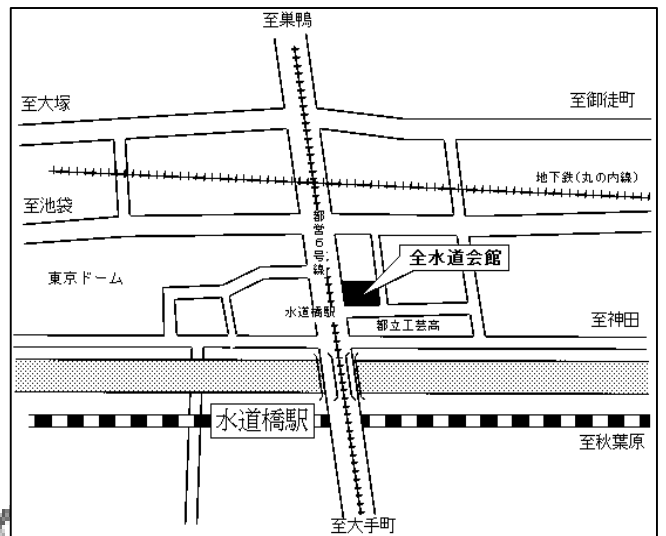 至巣鴨
至大塚
至御徒町
地下鉄(丸の内線)
至池袋
都営6号線
全水道会館
東京ドーム
水道橋駅
都立工芸高
至神田
水道橋駅
至秋葉原
至大手町